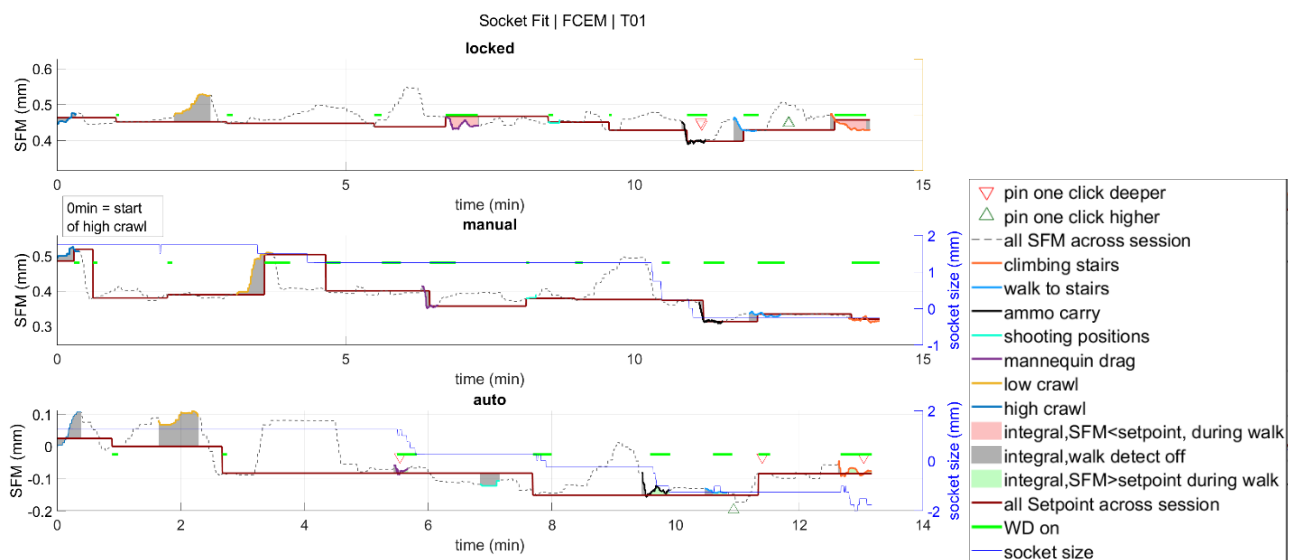 Socket Fit | FCEM | T01
locked
0.6
0.5
0.4
SFM (mm)
0
5
10
15
time (min)
0min = start
of high crawl
manual
0.5
0.4
0.3
SFM (mm)
2
1
0
-1
socket size (mm)
0
5
10
15
time (min)
auto
0.1
0
-0.1
-0.2
SFM (mm)
2
0
-2
socket size (mm)
0
2
4
6
8
10
12
14
time (min)
pin one click deeper
pin one click higher
all SFM across session
climbing stairs
walk to stairs
ammo carry
shooting positions
mannequin drag
low crawl
high crawl
integral,SFM<setpoint, during walk
integral,walk detect off
integral,SFM>setpoint during walk
all Setpoint across session
WD on
socket size